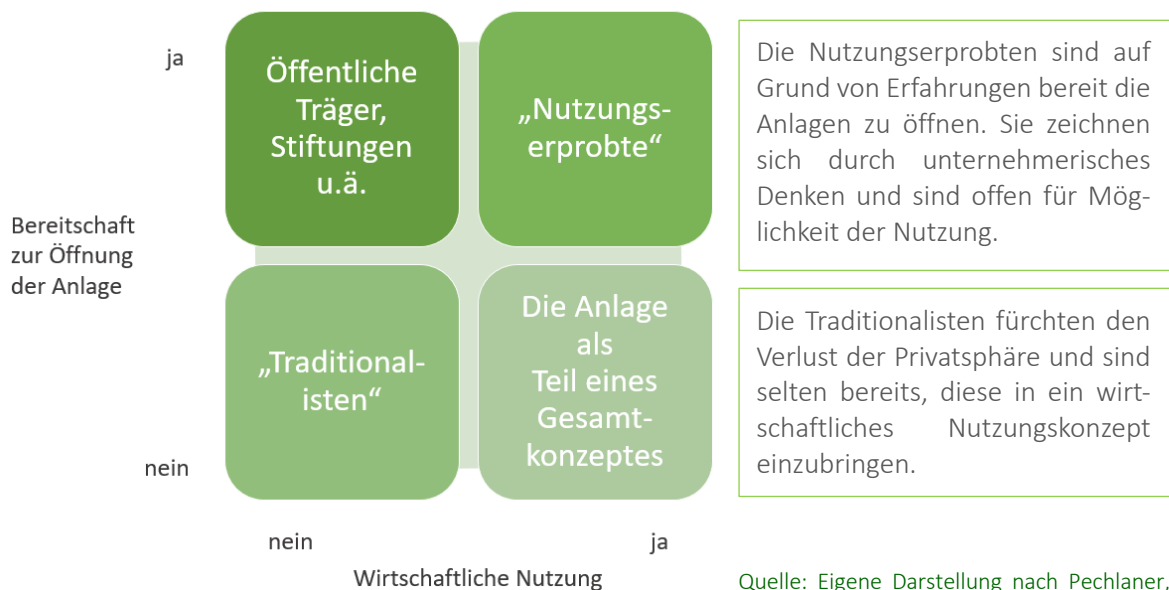 ja
Öffentliche
Träger,
Stiftungen
u.ä.
„Nutzungs-
erprobte“
Bereitschaft
zur Öffnung
der Anlage
„Traditional-
isten“
Die Anlage
als
Teil eines
Gesamt-
konzeptes
nein
nein
ja
Wirtschaftliche Nutzung
Die Nutzungserprobten sind auf
Grund von Erfahrungen bereit die
Anlagen zu öffnen. Sie zeichnen
sich durch unternehmerisches
Denken und sind offen für Mög-
lichkeit der Nutzung.
Die Traditionalisten fürchten den
Verlust der Privatsphäre und sind
selten bereits, diese in ein wirt-
schaftliches Nutzungskonzept
einzubringen.
Quelle: Eigene Darstellung nach Pechlaner,